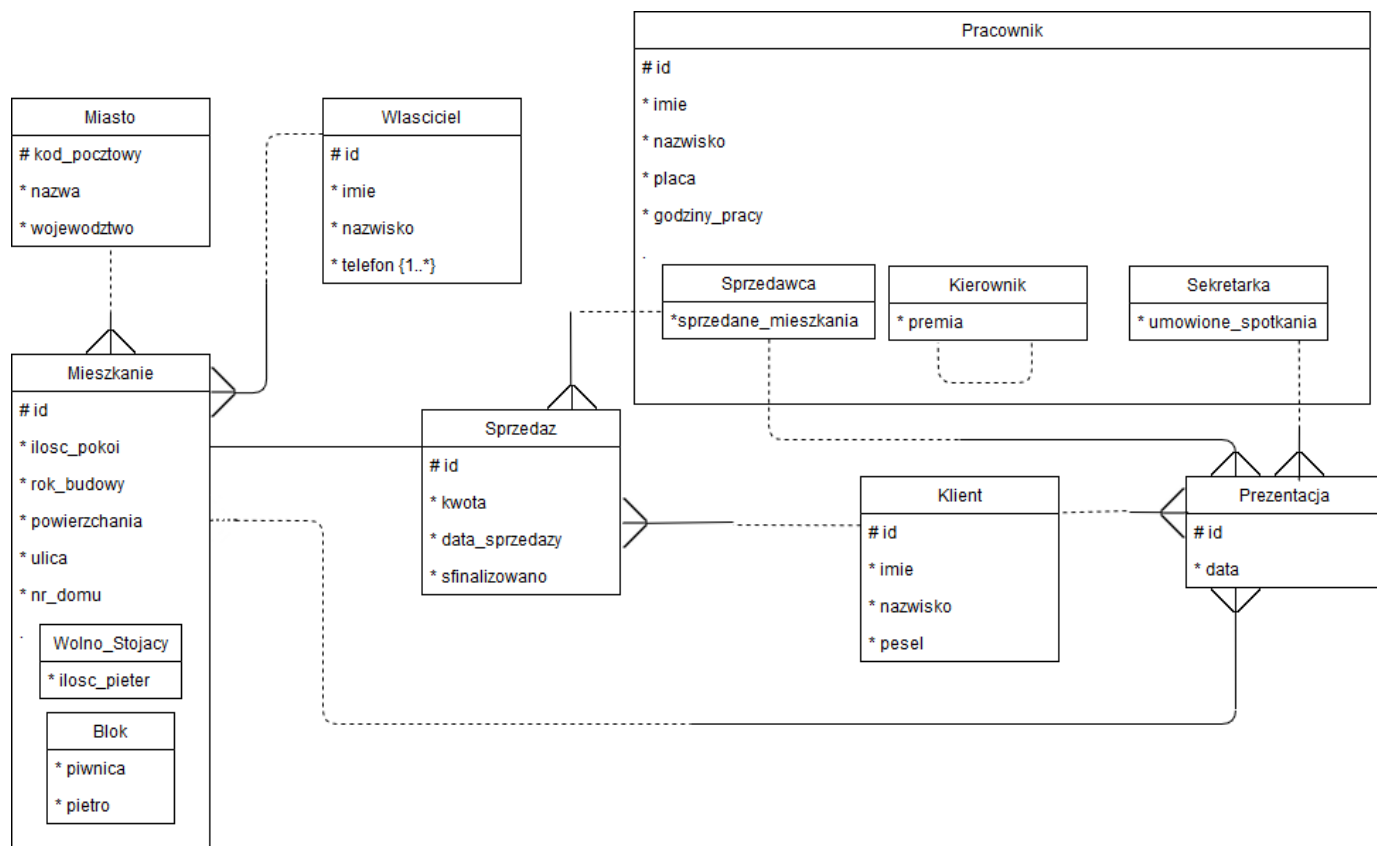 Pracownik
# id
* imie
* nazwisko
* placa
* godziny_pracy
.
Sprzedawca
*sprzedane_mieszkania
Kierownik
* premia
Sekretarka
* umowione_spotkania
Miasto
# kod_pocztowy
* nazwa
* wojewodztwo
Wlasciciel
# id
* imie
* nazwisko
* telefon {1..*}
Mieszkanie
# id
* ilosc_pokoi
* rok_budowy
* powierzchania
* ulica
* nr_domu
.
Wolno_Stojacy
* ilosc_pieter
Blok
* piwnica
* pietro
Sprzedaz
# id
* kwota
* data_sprzedazy
* sfinalizowano
Klient
# id
* imie
* nazwisko
* pesel
Prezentacja
# id
* data